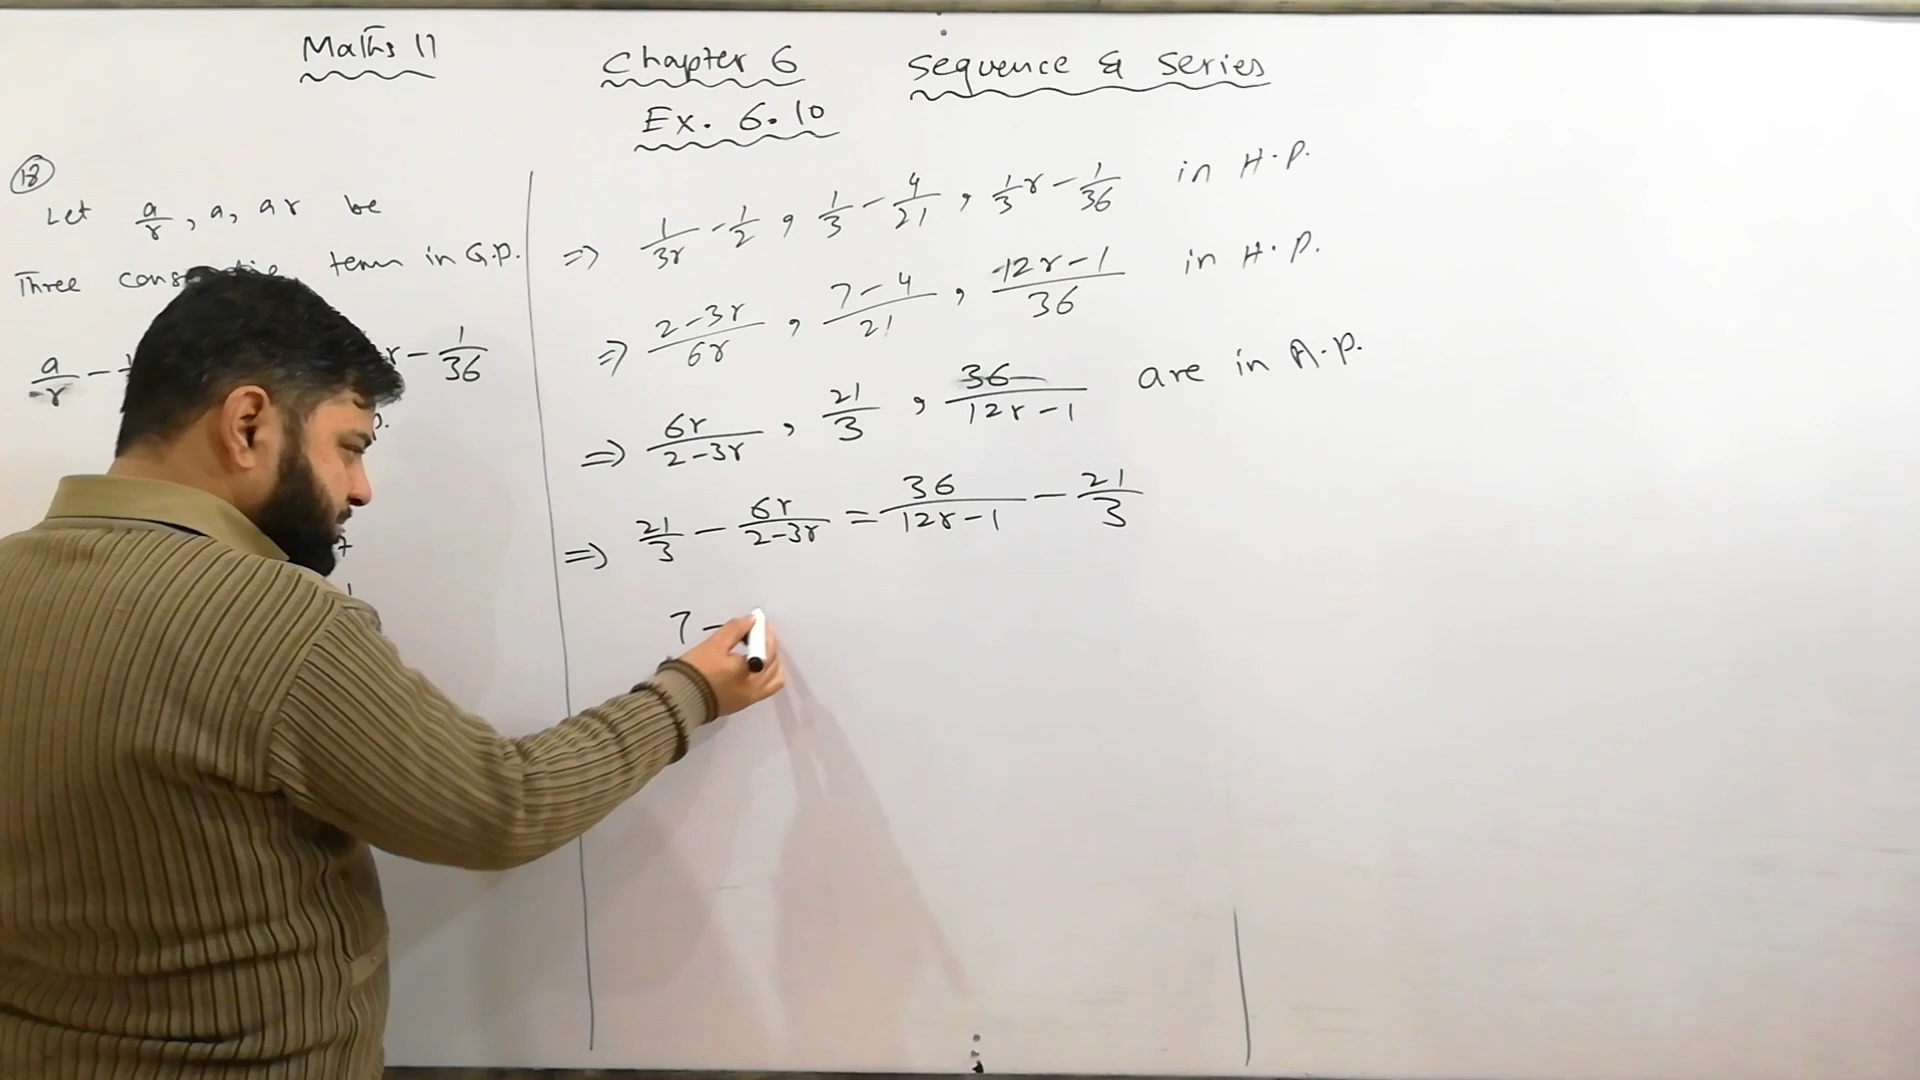 Maths 11
Chapter 6
Sequence & Series
Ex. 6.10
18
Let a/r, a, ar be
Three term in G.P.
a/r - r - 1/36
⇒ 1/3r - 1/2, 1/3 - 4/21, 1/3 r - 1/36 in H.P.
⇒ 2-3r/6r, 7-4/21, 12r-1/36 in H.P.
⇒ 6r/2-3r, 21/3, 36/12r-1 are in A.P.
⇒ 21/3 - 6r/2-3r = 36/12r-1 - 21/3
7 -